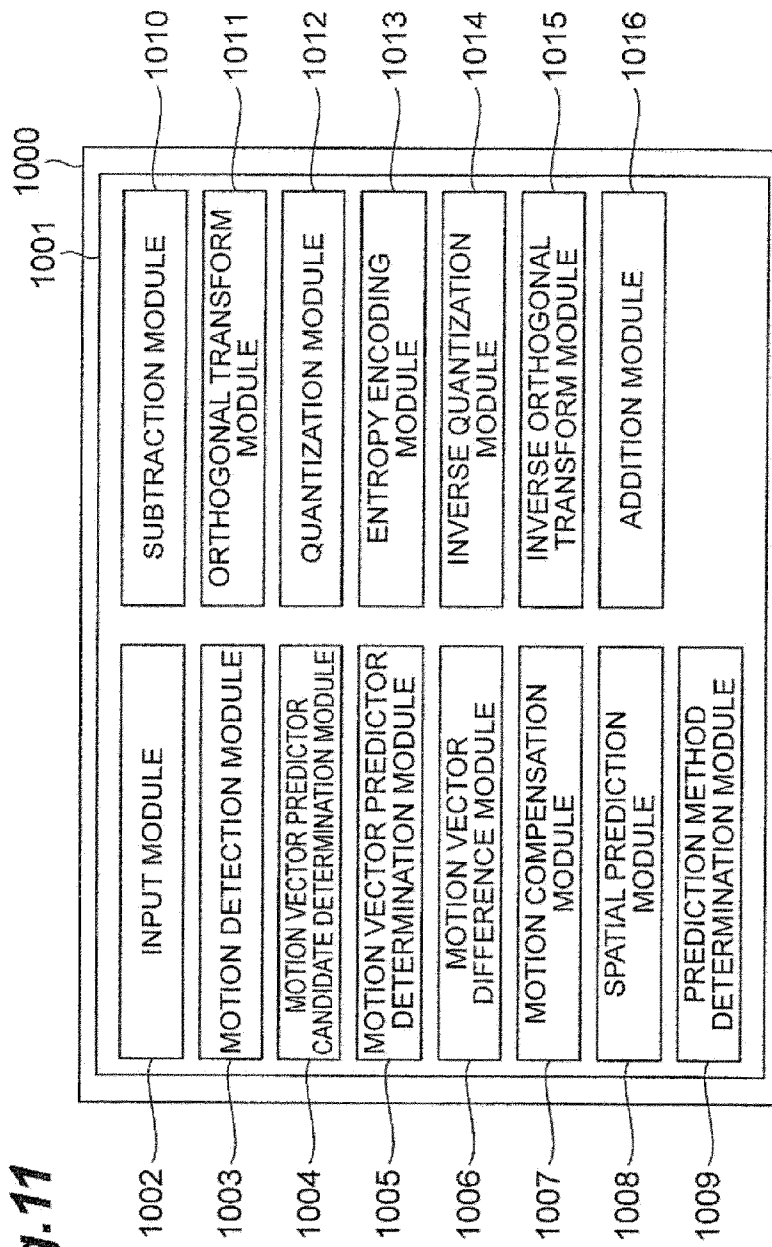 g.11
1000
1001
1002
INPUT MODULE
1003
MOTION DETECTION MODULE
1004
MOTION VECTOR PREDICTOR
CANDIDATE DETERMINATION MODULE
1005
MOTION VECTOR PREDICTOR
DETERMINATION MODULE
1006
MOTION VECTOR
DIFFERENCE MODULE
1007
MOTION COMPENSATION
MODULE
1008
SPATIAL PREDICTION
MODULE
1009
PREDICTION METHOD
DETERMINATION MODULE
SUBTRACTION MODULE
1010
ORTHOGONAL TRANSFORM
MODULE
1011
QUANTIZATION MODULE
1012
ENTROPY ENCODING
MODULE
1013
INVERSE QUANTIZATION
MODULE
1014
INVERSE ORTHOGONAL
TRANSFORM MODULE
1015
ADDITION MODULE
1016